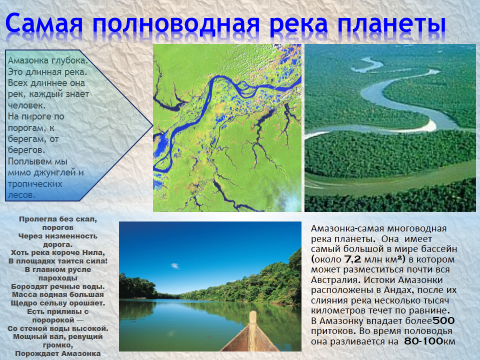 Самая полноводная река планеты
Амазонка глубока.
Это длинная река.
Всех длиннее она
рек, каждый знает
человек.
На пироге по
порогам, к
берегам, от
берегов.
Поплывем мы
мимо джунглей и
тропических
лесов.
Пролегла без скал,
порогов
Через низменность
дорога.
Хоть река короче Нила,
В площадях таится сила!
В главном русле
пароходы
Бороздят речные воды.
Масса водная большая
Щедро сельву орошает.
Есть приливы с
поророкой —
Со стеной воды высокой.
Мощный вал, ревущий
громко,
Порождает Амазонка
Амазонка-самая многоводная
река планеты. Она имеет
самый большой в мире бассейн
(около 7,2 млн км²) в котором
может разместиться почти вся
Австралия. Истоки Амазонки
расположены в Андах, после их
слияния река несколько тысяч
километров течет по равнине.
В Амазонку впадает более500
притоков. Во время половодья
она разливается на 80-100км